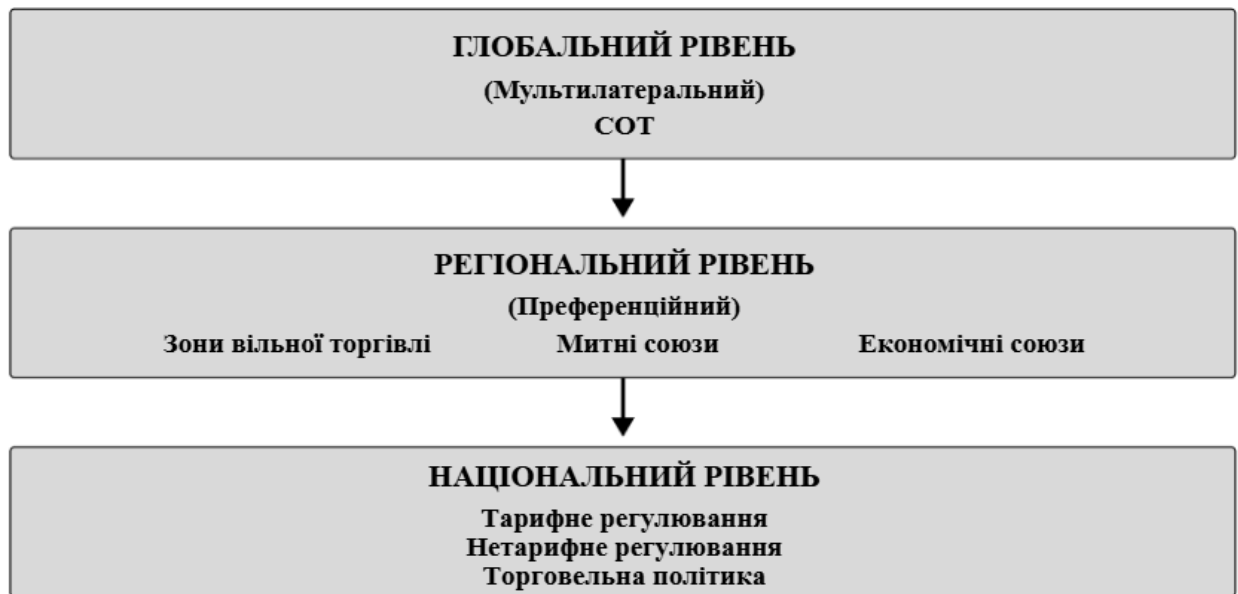 ГЛОБАЛЬНИЙ РІВЕНЬ
(Мультилатеральний)
СОТ
РЕГІОНАЛЬНИЙ РІВЕНЬ
(Преференційний)
Зони вільної торгівлі Митні союзи Економічні союзи
НАЦІОНАЛЬНИЙ РІВЕНЬ
Тарифне регулювання
Нетарифне регулювання
Торговельна політика